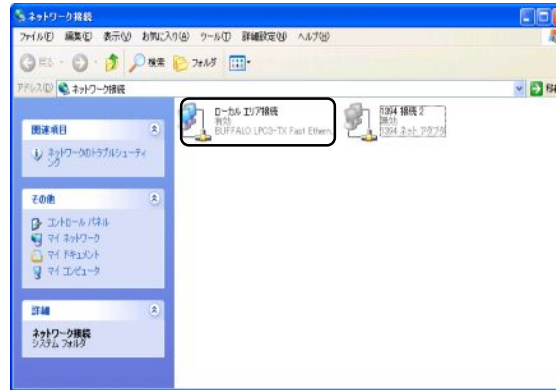 ネットワーク接続
ファイル(F) 編集(E) 表示(V) お気に入り(A) ツール(T) 詳細設定(N) ヘルプ(H)
戻る 検索 フォルダ
アドレス(D) ネットワーク接続
関連項目
ネットワークのトラブルシューティ
ング
その他
コントロール パネル
マイ ネットワーク
マイ ドキュメント
マイ コンピュータ
詳細
ネットワーク接続
システム フォルダ
ローカル エリア接続
有効
BUFFALO LPC3-TX Fast Ethern...
1394 接続 2
無効
1394 ネット アダプタ